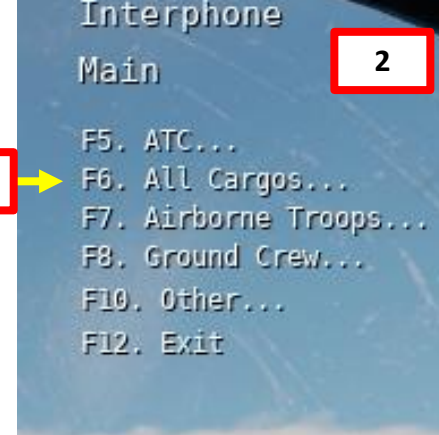 Interphone
Main
2
F5. ATC...
F6. All Cargos...
F7. Airborne Troops...
F8. Ground Crew...
F10. Other...
F12. Exit